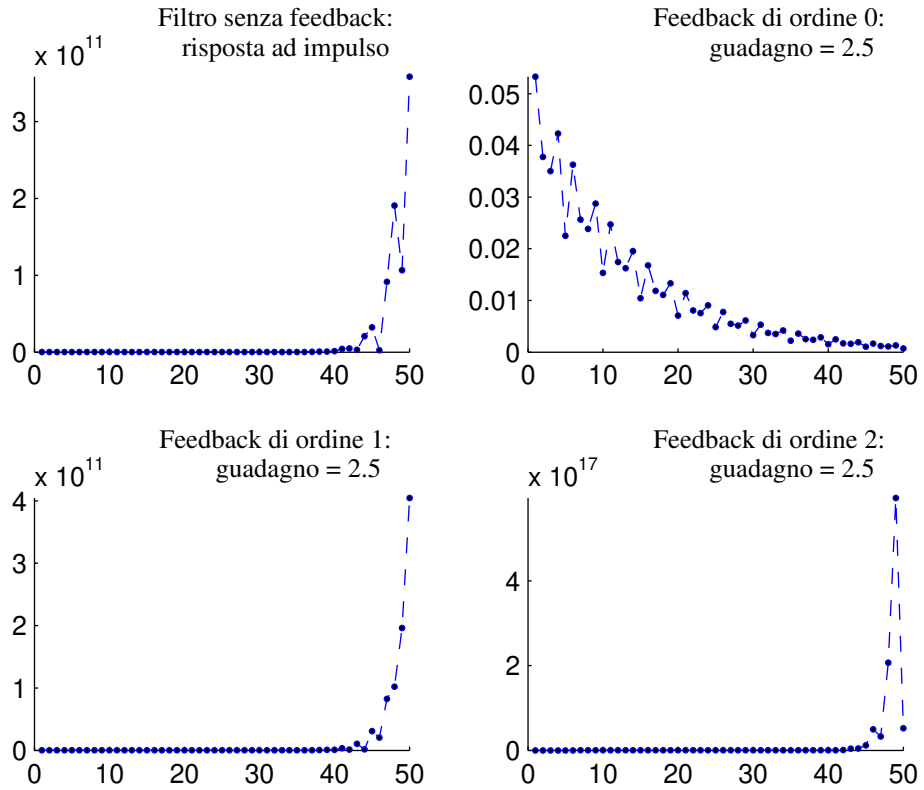 Filtro senza feedback:
risposta ad impulso
x 10^11
3
2
1
0
0 10 20 30 40 50
Feedback di ordine 0:
guadagno = 2.5
0.05
0.04
0.03
0.02
0.01
0
0 10 20 30 40 50
Feedback di ordine 1:
guadagno = 2.5
x 10^11
4
3
2
1
0
0 10 20 30 40 50
Feedback di ordine 2:
guadagno = 2.5
x 10^17
4
2
0
0 10 20 30 40 50